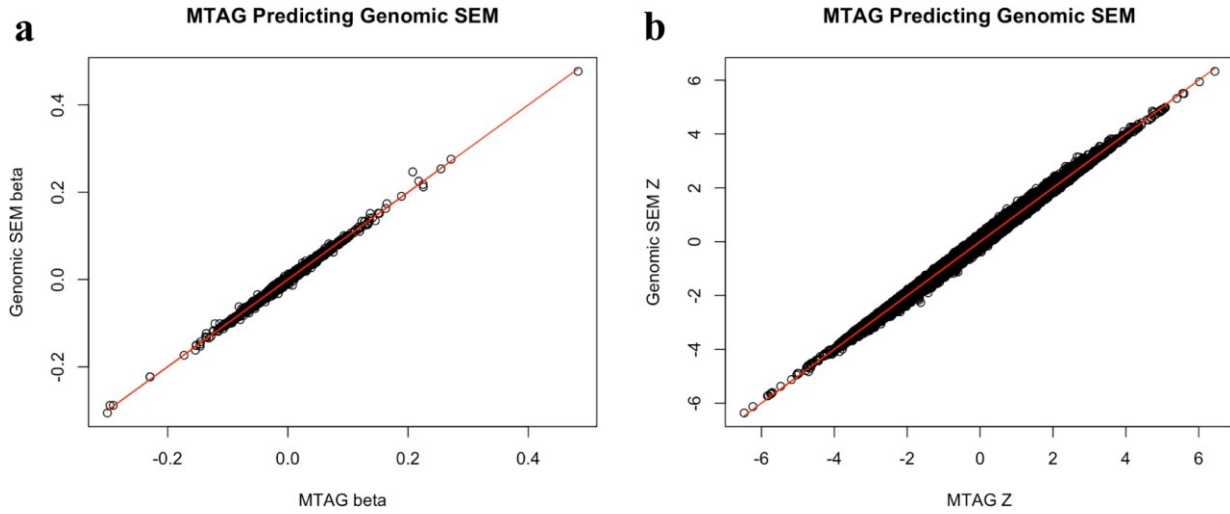 a
MTAG Predicting Genomic SEM
Genomic SEM beta
0.4
0.2
0.0
-0.2
-0.2
0.0
0.2
0.4
MTAG beta
b
MTAG Predicting Genomic SEM
Genomic SEM Z
6
4
2
0
-2
-4
-6
-6
-4
-2
0
2
4
6
MTAG Z